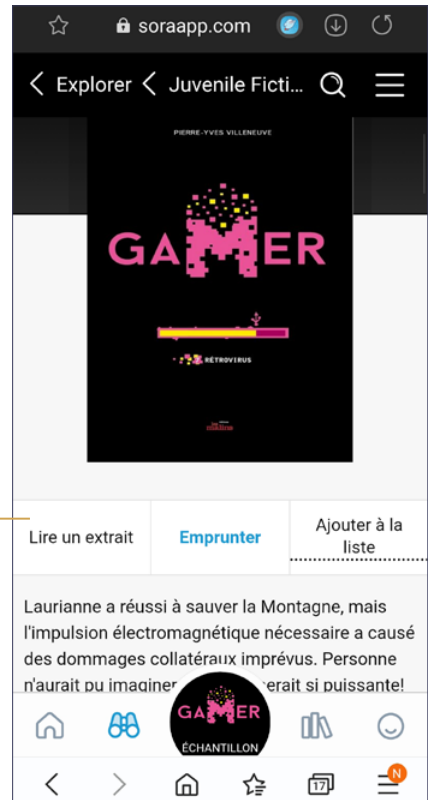 soraapp.com
Explorer Juvenile Ficti...
PIERRE-YVES VILLENEUVE
GAMER
RÉTROVIRUS
Lire un extrait
Emprunter
Ajouter à la
liste
Laurianne a réussi à sauver la Montagne, mais
l'impulsion électromagnétique nécessaire a causé
des dommages collatéraux imprévus. Personne
n'aurait pu imaginer erait si puissante!
GAMER
ÉCHANTILLON
17
N